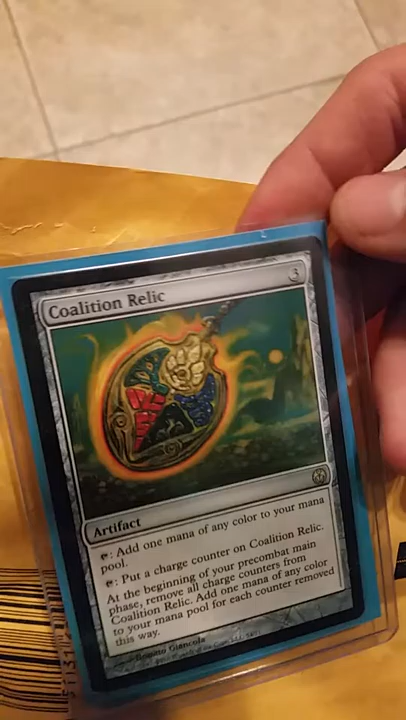 Coalition Relic 3
Artifact
: Add one mana of any color to your mana
pool.
: Put a charge counter on Coalition Relic.
At the beginning of your precombat main
phase, remove all charge counters from
Coalition Relic. Add one mana of any color
to your mana pool for each counter removed
this way.
Donato Giancola